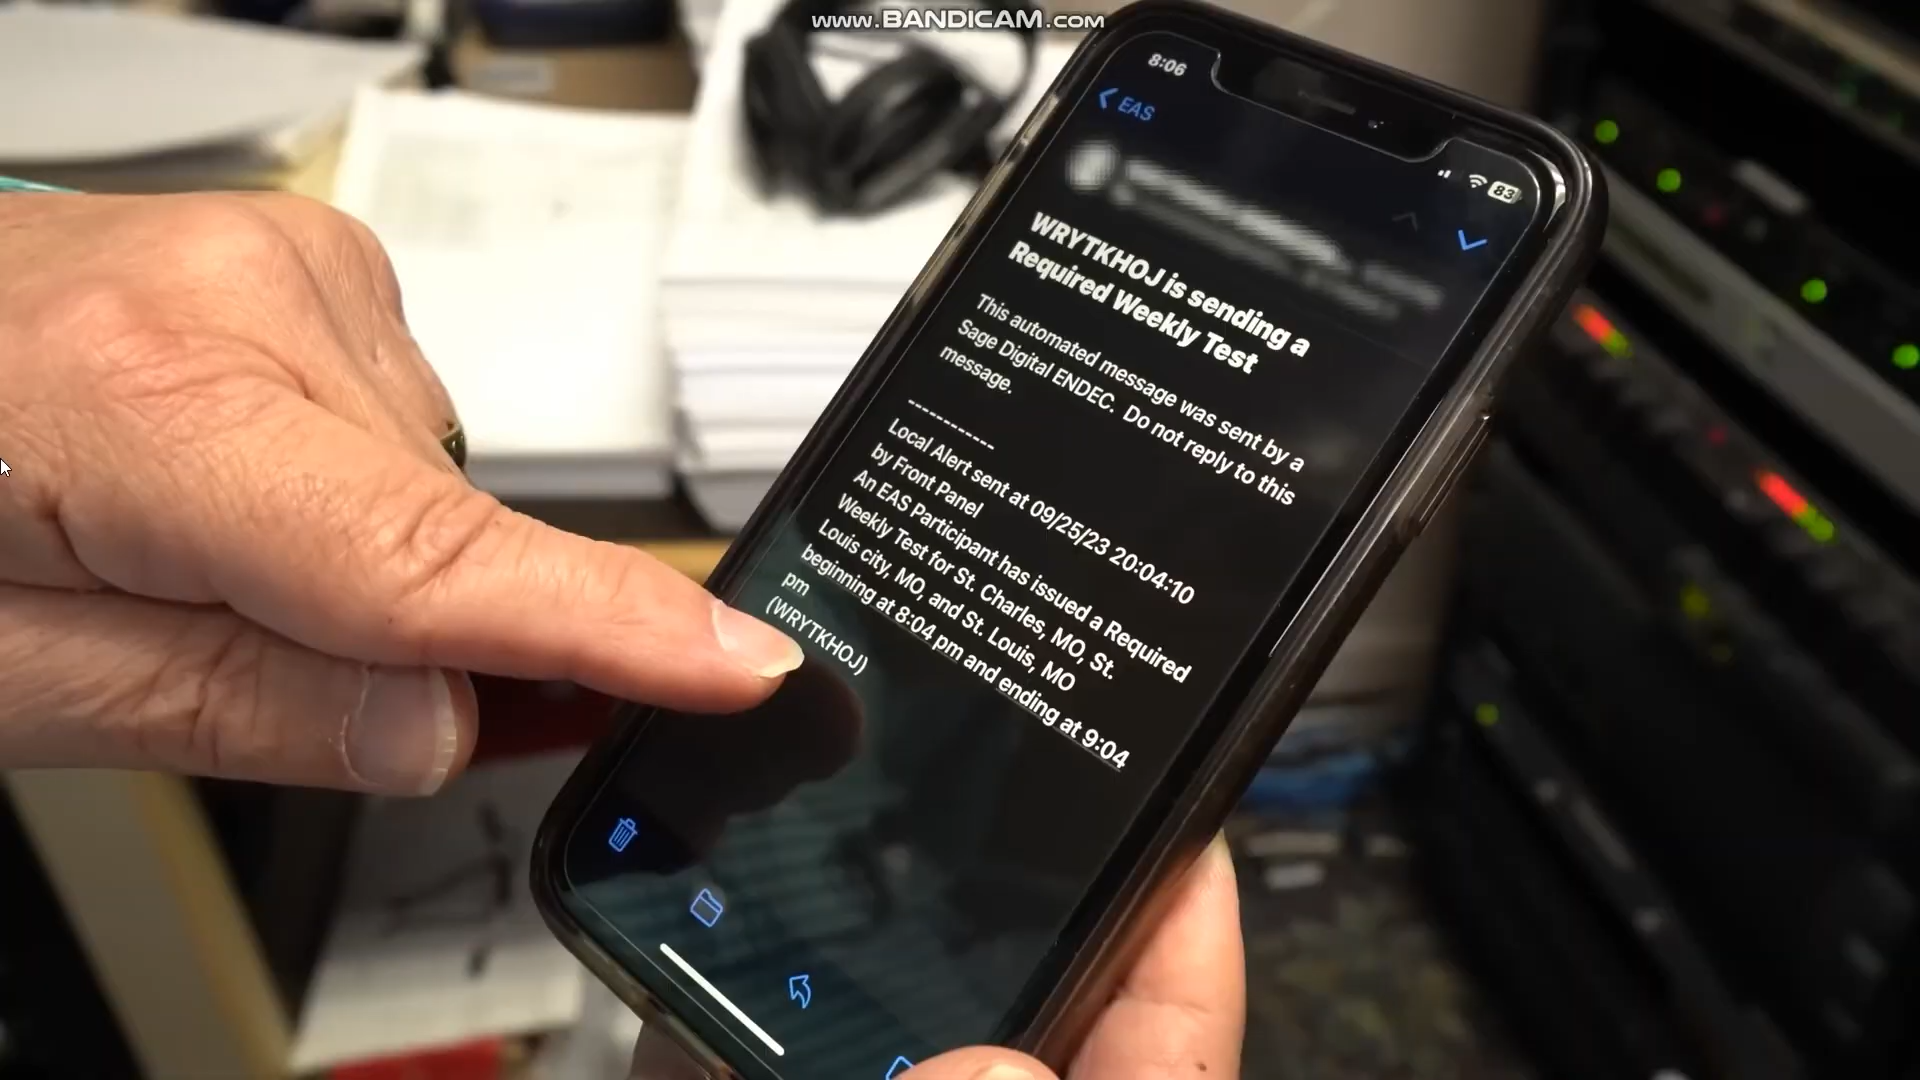 WWW.BANDICAM.COM
8:06
EAS
83
WRYTKHOJ is sending a
Required Weekly Test
This automated message was sent by a
Sage Digital ENDEC. Do not reply to this
message.
------------
Local Alert sent at 09/25/23 20:04:10
by Front Panel
An EAS Participant has issued a Required
Weekly Test for St. Charles, MO, St.
Louis city, MO, and St. Louis, MO
beginning at 8:04 pm and ending at 9:04
pm
(WRYTKHOJ)